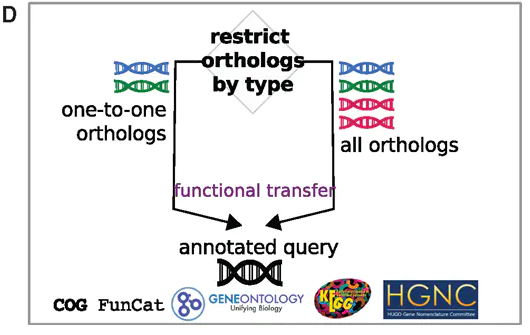 D
restrict
orthologs
by type
one-to-one
orthologs
all orthologs
functional transfer
annotated query
COG FunCat
GENEONTOLOGY
Unifying Biology
KEGG
HGNC
HUGO Gene Nomenclature Committee